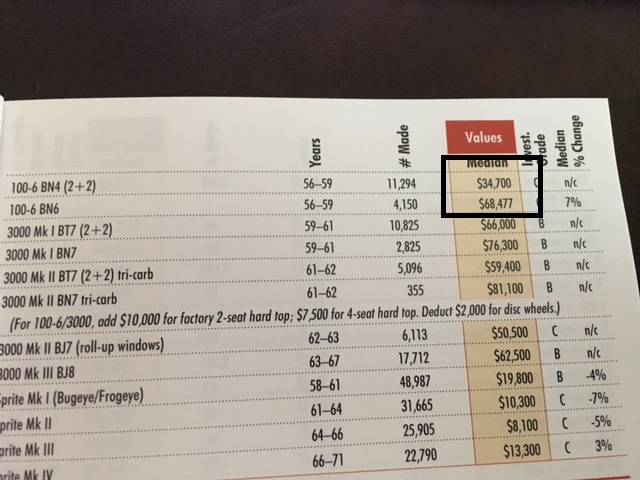 Years # Made Values Median Invest. Grade Median % Change
100-6 BN4 (2+2) 56–59 11,294 $34,700 n/c
100-6 BN6 56–59 4,150 $68,477 7%
3000 Mk I BT7 (2+2) 59–61 10,825 $66,000 B n/c
3000 Mk I BN7 59–61 2,825 $76,300 B n/c
3000 Mk II BT7 (2+2) tri-carb 61–62 5,096 $59,400 B n/c
3000 Mk II BN7 tri-carb 61–62 355 $81,100 B n/c
(For 100-6/3000, add $10,000 for factory 2-seat hard top; $7,500 for 4-seat hard top. Deduct $2,000 for disc wheels.)
3000 Mk II BJ7 (roll-up windows) 62–63 6,113 $50,500 C n/c
3000 Mk III BJ8 63–67 17,712 $62,500 B n/c
prite Mk I (Bugeye/Frogeye) 58–61 48,987 $19,800 B -4%
prite Mk II 61–64 31,665 $10,300 C -7%
prite Mk III 64–66 25,905 $8,100 C -5%
prite Mk IV 66–71 22,790 $13,300 C 3%